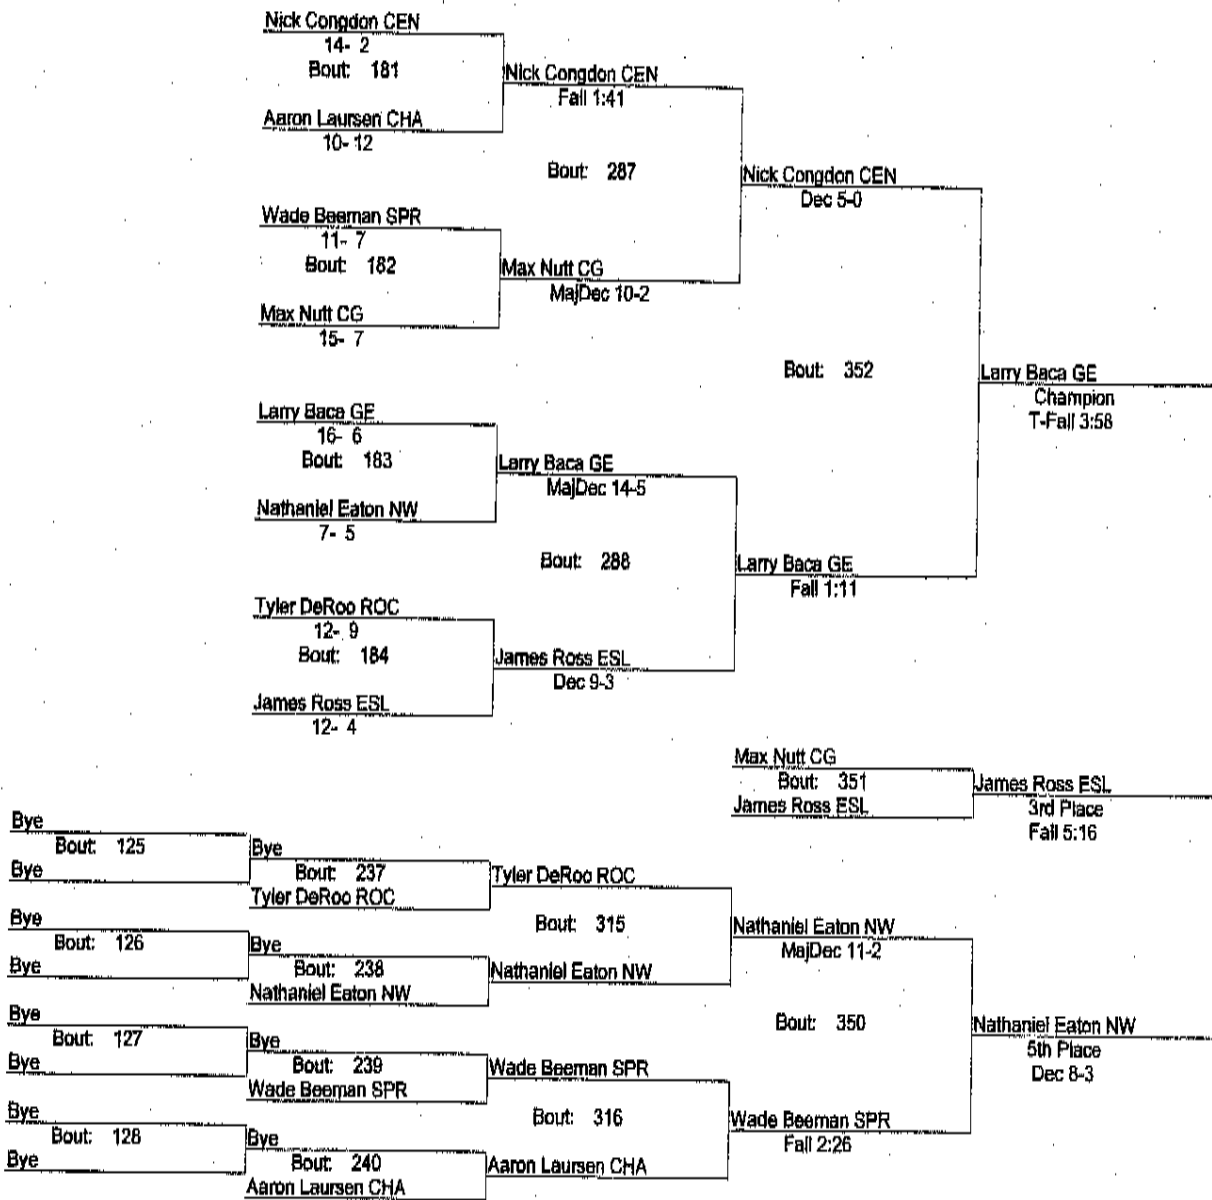 Nick Congdon CEN
14- 2
Bout: 181
Nick Congdon CEN
Fall 1:41
Aaron Laursen CHA
10- 12
Bout: 287
Nick Congdon CEN
Dec 5-0
Wade Beeman SPR
11- 7
Bout: 182
Max Nutt CG
MajDec 10-2
Max Nutt CG
15- 7
Bout: 352
Larry Baca GE
Champion
T-Fall 3:58
Larry Baca GE
16- 6
Bout: 183
Larry Baca GE
MajDec 14-5
Nathaniel Eaton NW
7- 5
Bout: 288
Larry Baca GE
Fall 1:11
Tyler DeRoo ROC
12- 9
Bout: 184
James Ross ESL
Dec 9-3
James Ross ESL
12- 4
Max Nutt CG
Bout: 351
James Ross ESL
James Ross ESL
3rd Place
Fall 5:16
Bye
Bout: 125
Bye
Bye
Bout: 237
Tyler DeRoo ROC
Tyler DeRoo ROC
Bye
Bout: 126
Bye
Bye
Bout: 238
Nathaniel Eaton NW
Nathaniel Eaton NW
Bout: 315
Nathaniel Eaton NW
MajDec 11-2
Bye
Bout: 127
Bye
Bye
Bout: 239
Wade Beeman SPR
Wade Beeman SPR
Bout: 350
Nathaniel Eaton NW
5th Place
Dec 8-3
Bye
Bout: 128
Bye
Bye
Bout: 240
Aaron Laursen CHA
Aaron Laursen CHA
Bout: 316
Wade Beeman SPR
Fall 2:26